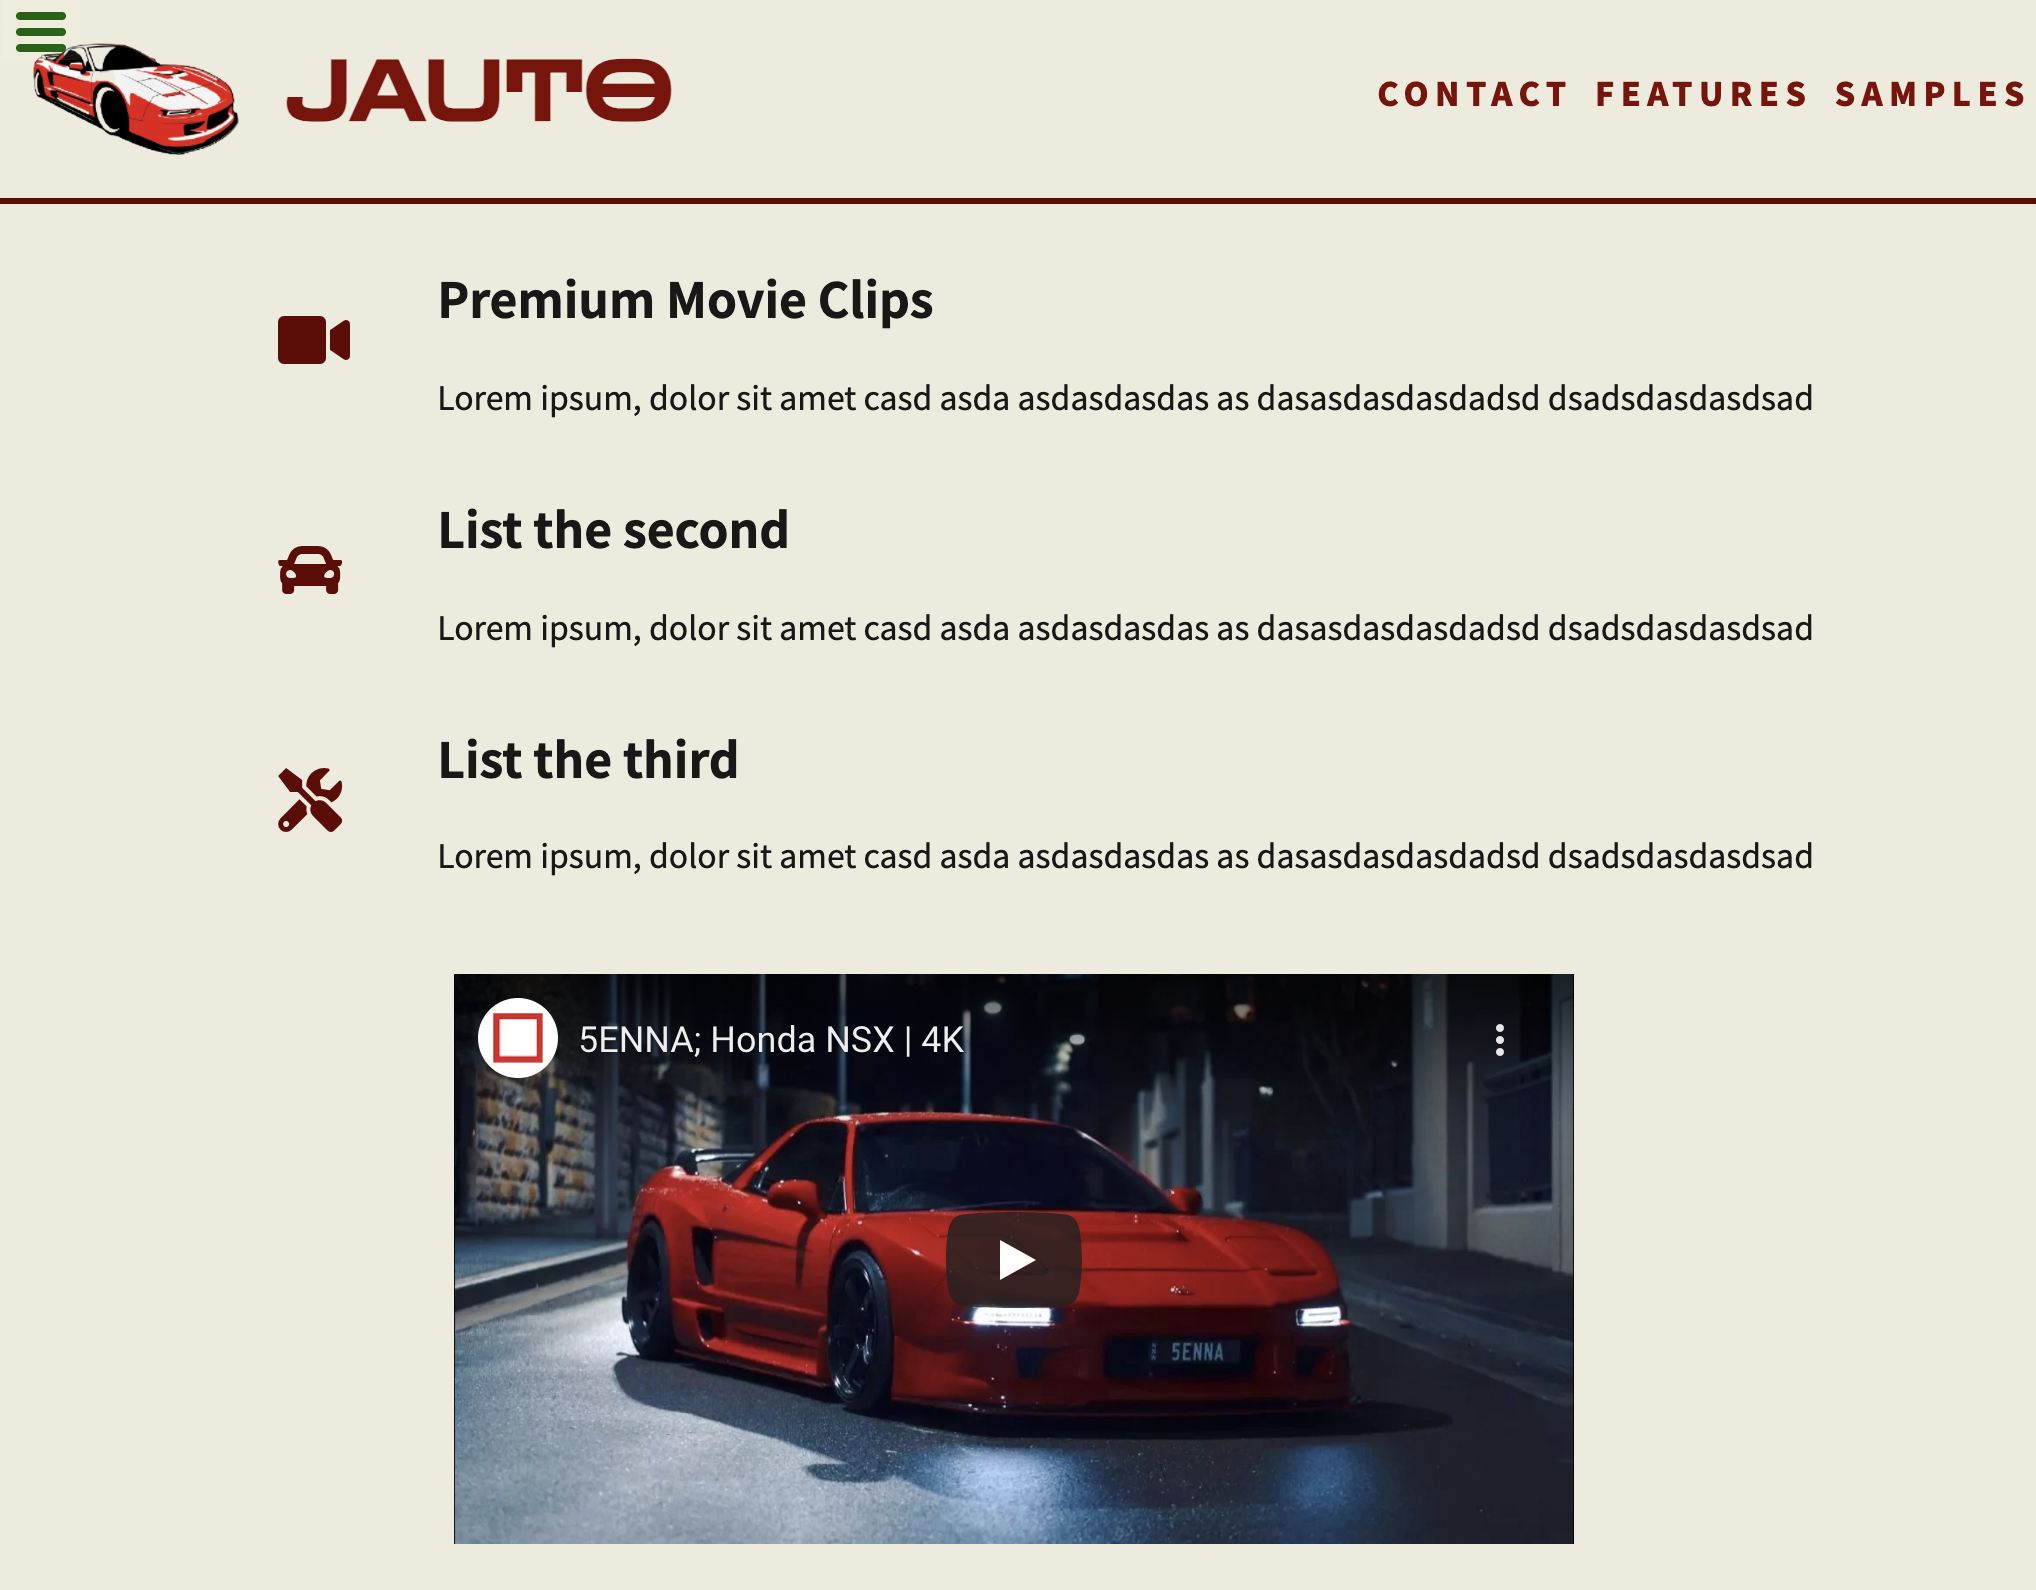 JAUTO
CONTACT FEATURES SAMPLES
Premium Movie Clips
Lorem ipsum, dolor sit amet casd asda asdasdasdas as dasasdasdasdadsd dsadsdasdasdsad
List the second
Lorem ipsum, dolor sit amet casd asda asdasdasdas as dasasdasdasdadsd dsadsdasdasdsad
List the third
Lorem ipsum, dolor sit amet casd asda asdasdasdas as dasasdasdasdadsd dsadsdasdasdsad
5ENNA; Honda NSX | 4K
5ENNA